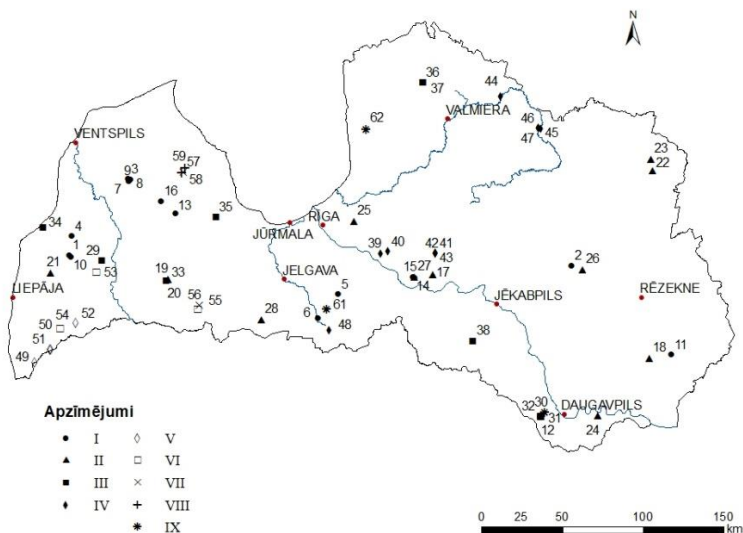 N
36
37
44
VALMIERA
62
46
47
45
VENTSPILS
59 57
58
9 3
7 8
16
13
23
22
34
4
35
25
RĪGA
JŪRMALA
39 40
42 41
43
1
10
29
21
53
19 33
20
15 27
14
17
2
26
LIEPĀJA
JELGAVA
5
RĒZEKNE
JĒKABPILS
54
50
52
56
55
28
6
61
48
51
49
38
18
11
32 30
31
12
DAUGAVPILS
24
Apzīmējumi
I V
II VI
III VII
IV VIII
IX
0 25 50 100 150
km